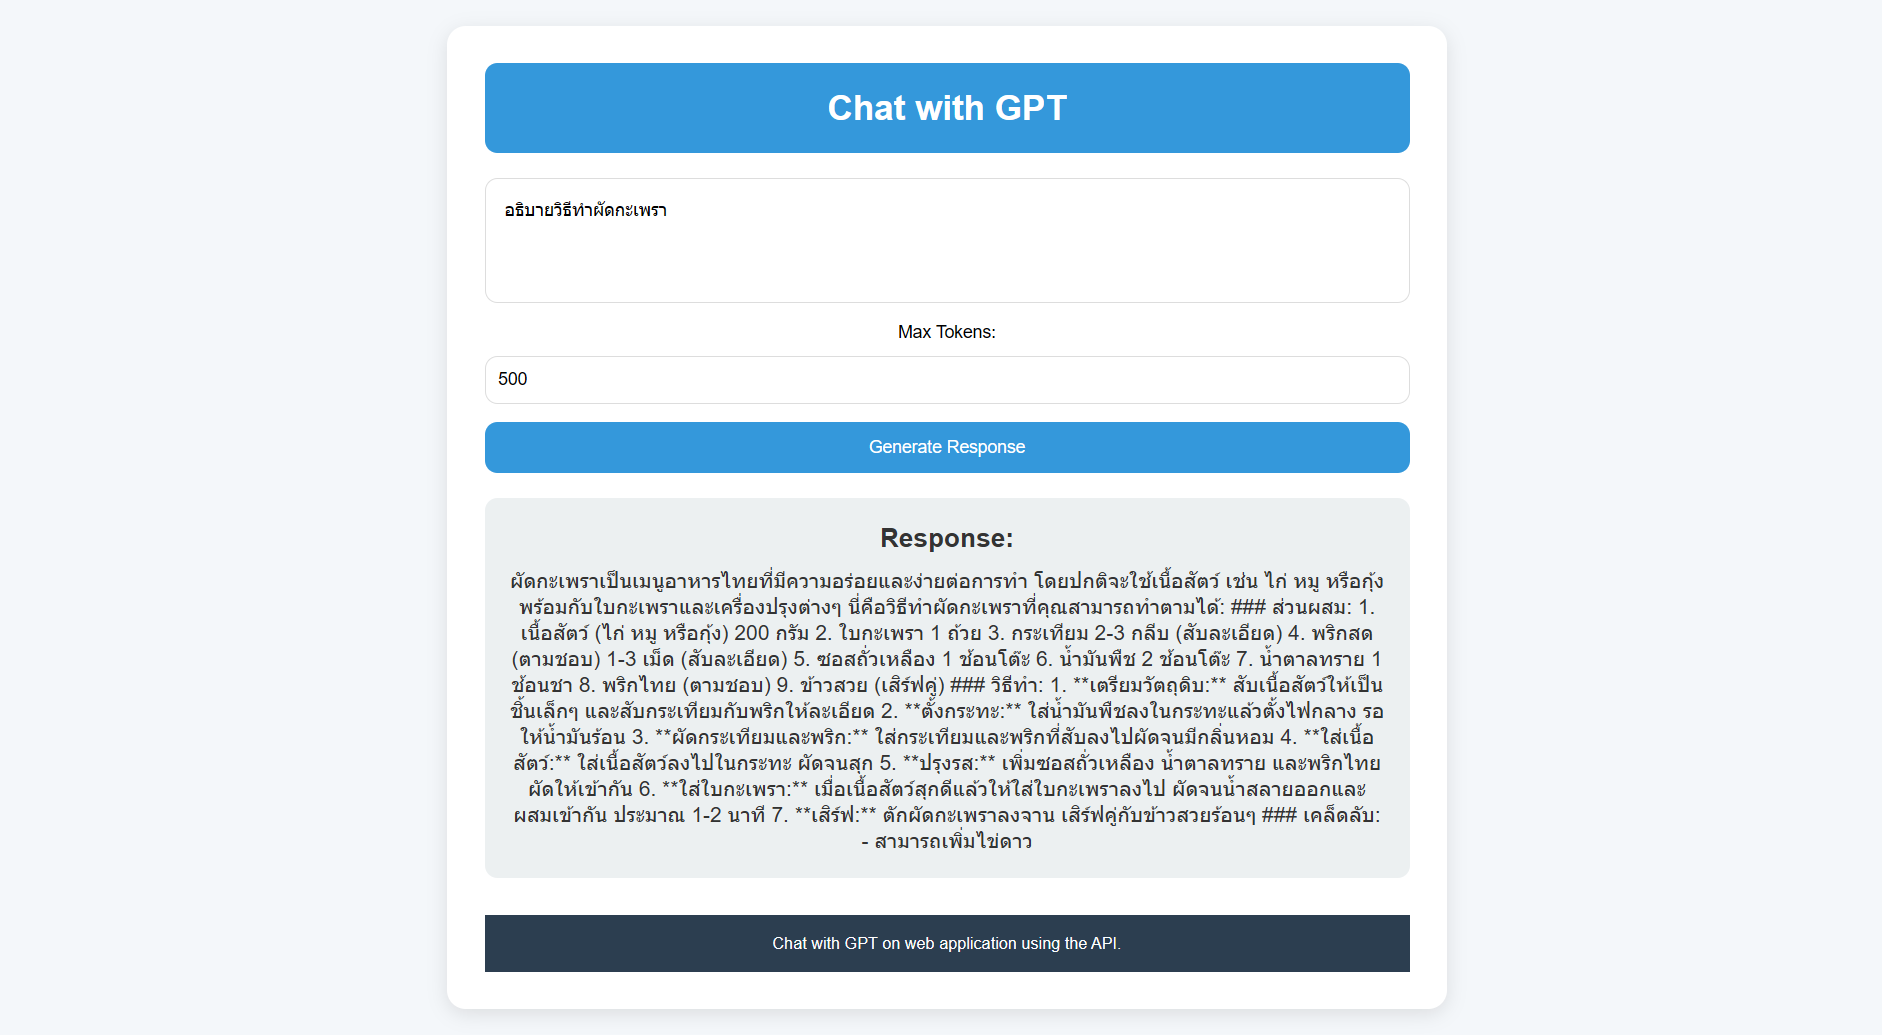 Chat with GPT
อธิบายวิธีทำผัดกะเพรา
Max Tokens:
500
Generate Response
Response:
ผัดกะเพราเป็นเมนูอาหารไทยที่มีความอร่อยและง่ายต่อการทำ โดยปกติจะใช้เนื้อสัตว์ เช่น ไก่ หมู หรือกุ้ง
พร้อมกับใบกะเพราและเครื่องปรุงต่างๆ นี่คือวิธีทำผัดกะเพราที่คุณสามารถทำตามได้: ### ส่วนผสม: 1.
เนื้อสัตว์ (ไก่ หมู หรือกุ้ง) 200 กรัม 2. ใบกะเพรา 1 ถ้วย 3. กระเทียม 2-3 กลีบ (สับละเอียด) 4. พริกสด
(ตามชอบ) 1-3 เม็ด (สับละเอียด) 5. ซอสถั่วเหลือง 1 ช้อนโต๊ะ 6. น้ำมันพืช 2 ช้อนโต๊ะ 7. น้ำตาลทราย 1
ช้อนชา 8. พริกไทย (ตามชอบ) 9. ข้าวสวย (เสิร์ฟคู่) ### วิธีทำ: 1. **เตรียมวัตถุดิบ:** สับเนื้อสัตว์ให้เป็น
ชิ้นเล็กๆ และสับกระเทียมกับพริกให้ละเอียด 2. **ตั้งกระทะ:** ใส่น้ำมันพืชลงในกระทะแล้วตั้งไฟกลาง รอ
ให้น้ำมันร้อน 3. **ผัดกระเทียมและพริก:** ใส่กระเทียมและพริกที่สับลงไปผัดจนมีกลิ่นหอม 4. **ใส่เนื้อ
สัตว์:** ใส่เนื้อสัตว์ลงไปในกระทะ ผัดจนสุก 5. **ปรุงรส:** เพิ่มซอสถั่วเหลือง น้ำตาลทราย และพริกไทย
ผัดให้เข้ากัน 6. **ใส่ใบกะเพรา:** เมื่อเนื้อสัตว์สุกดีแล้วให้ใส่ใบกะเพราลงไป ผัดจนน้ำสลายออกและ
ผสมเข้ากัน ประมาณ 1-2 นาที 7. **เสิร์ฟ:** ตักผัดกะเพราลงจาน เสิร์ฟคู่กับข้าวสวยร้อนๆ ### เคล็ดลับ:
- สามารถเพิ่มไข่ดาว
Chat with GPT on web application using the API.